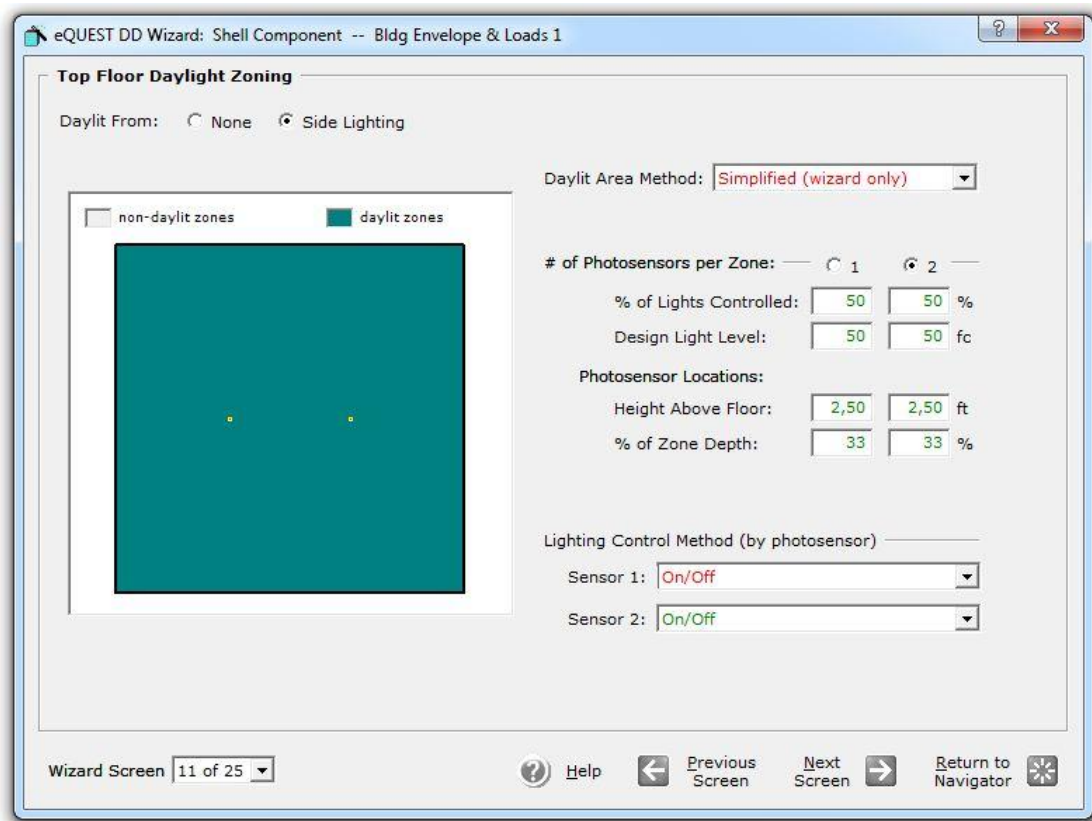 eQUEST DD Wizard: Shell Component -- Bldg Envelope & Loads 1
Top Floor Daylight Zoning
Daylit From: None Side Lighting
Daylit Area Method: Simplified (wizard only)
non-daylit zones daylit zones
# of Photosensors per Zone: 1 2
% of Lights Controlled: 50 50 %
Design Light Level: 50 50 fc
Photosensor Locations:
Height Above Floor: 2,50 2,50 ft
% of Zone Depth: 33 33 %
Lighting Control Method (by photosensor)
Sensor 1: On/Off
Sensor 2: On/Off
Wizard Screen 11 of 25
? Help
Previous Screen
Next Screen
Return to Navigator